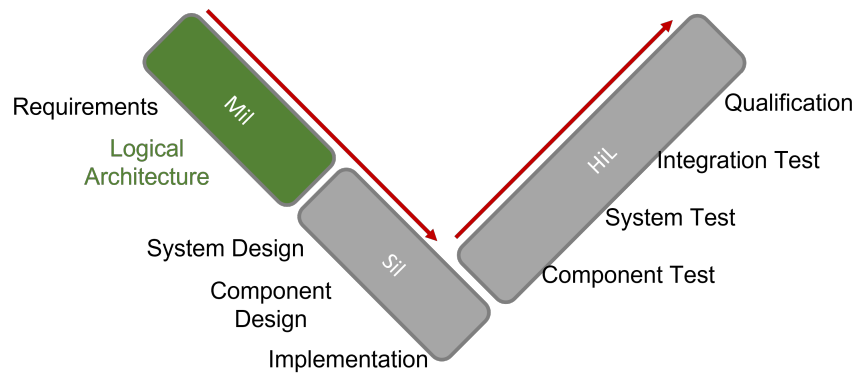 Requirements
Mil
Logical
Architecture
System Design
Sil
Component
Design
Implementation
HiL
Qualification
Integration Test
System Test
Component Test